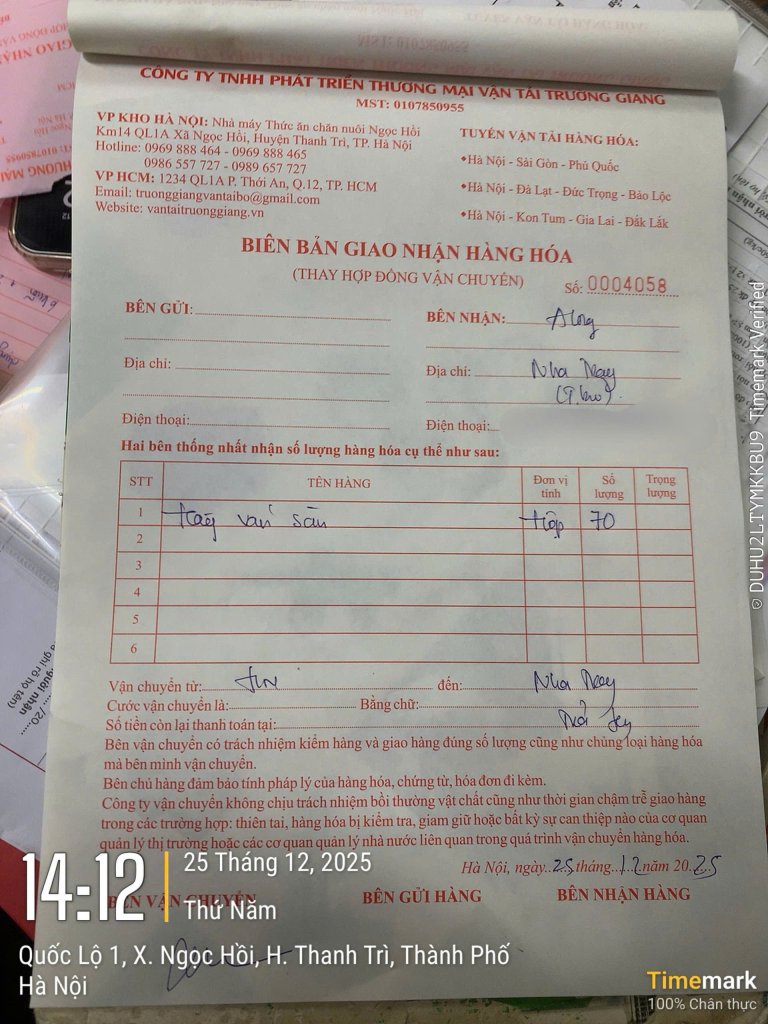 CÔNG TY TNHH PHÁT TRIỂN THƯƠNG MẠI VẬN TẢI TRƯỜNG GIANG
MST: 0107850955
VP KHO HÀ NỘI: Nhà máy Thức ăn chăn nuôi Ngọc Hồi
Km14 QL1A Xã Ngọc Hồi, Huyện Thanh Trì, TP. Hà Nội
Hotline: 0969 888 464 - 0969 888 465
0986 557 727 - 0989 657 727
VP HCM: 1234 QL1A P. Thới An, Q.12, TP. HCM
Email: truonggiangvantaibo@gmail.com
Website: vantaitruonggiang.vn
TUYẾN VẬN TẢI HÀNG HÓA:
•Hà Nội - Sài Gòn - Phú Quốc
•Hà Nội - Đà Lạt - Đức Trọng - Bảo Lộc
•Hà Nội - Kon Tum - Gia Lai - Đắk Lắk
BIÊN BẢN GIAO NHẬN HÀNG HÓA
(THAY HỢP ĐỒNG VẬN CHUYỂN)
Số: 0004058
BÊN GỬI:
BÊN NHẬN: A long
Địa chỉ:
Địa chỉ: Nha Trang
Điện thoại:
Điện thoại:
Hai bên thống nhất nhận số lượng hàng hóa cụ thể như sau:
STT TÊN HÀNG Đơn vị tính Số lượng Trọng lượng
1 ván sàn hộp 70
2
3
4
5
6
Vận chuyển từ: HN đến: Nha Trang
Cước vận chuyển là: Bằng chữ:
Số tiền còn lại thanh toán tại:
Bên vận chuyển có trách nhiệm kiểm hàng và giao hàng đúng số lượng cũng như chủng loại hàng hóa
mà bên mình vận chuyển.
Bên chủ hàng đảm bảo tính pháp lý của hàng hóa, chứng từ, hóa đơn đi kèm.
Công ty vận chuyển không chịu trách nhiệm bồi thường vật chất cũng như thời gian chậm trễ giao hàng
trong các trường hợp: thiên tai, hàng hóa bị kiểm tra, giam giữ hoặc bất kỳ sự can thiệp nào của cơ quan
quản lý thị trường hoặc các cơ quan quản lý nhà nước liên quan trong quá trình vận chuyển hàng hóa.
Hà Nội, ngày 25 tháng 12 năm 2025
BÊN VẬN CHUYỂN BÊN GỬI HÀNG BÊN NHẬN HÀNG
14:12
25 Tháng 12, 2025
Thứ Năm
Quốc Lộ 1, X. Ngọc Hồi, H. Thanh Trì, Thành Phố
Hà Nội
Timemark
100% Chân thực
© DUHU2LTYMKKBU9 Timemark Verified